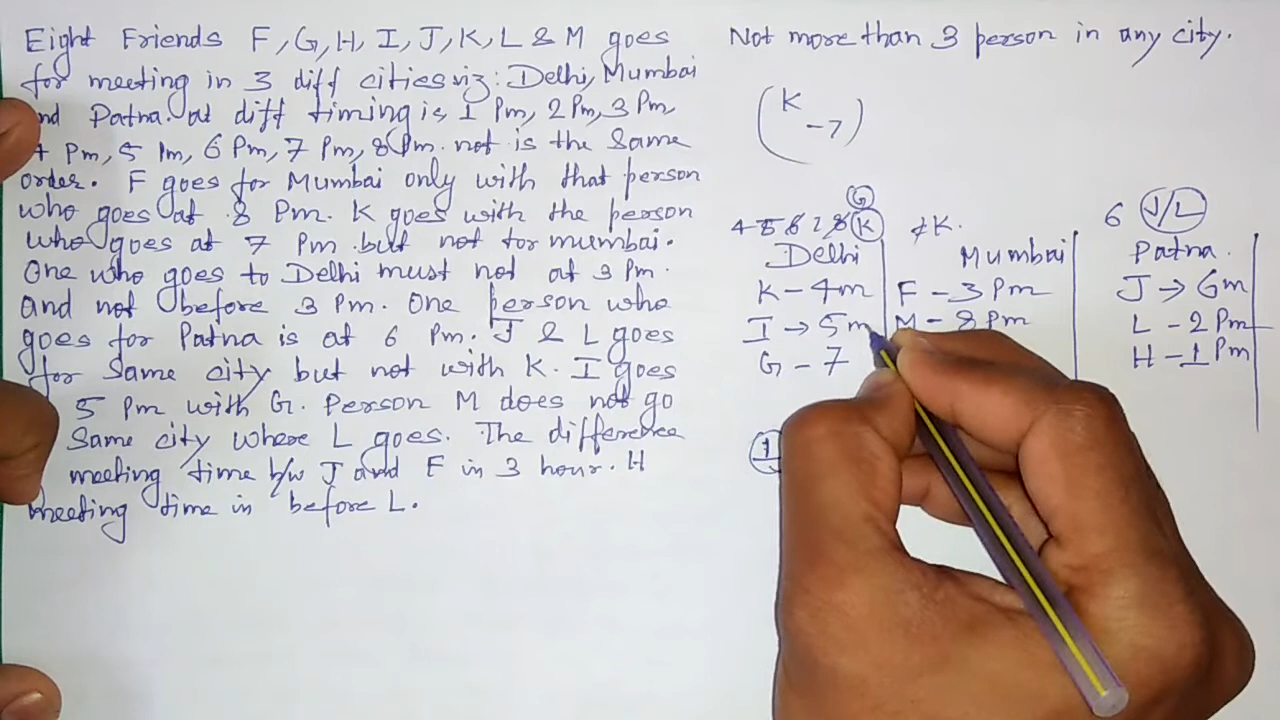 Eight Friends F, G, H, I, J, K, L & M goes
for meeting in 3 diff cities viz: Delhi, Mumbai
nd Patna. at diff timing is 1 Pm, 2 Pm, 3 Pm,
Pm, 5 Pm, 6 Pm, 7 Pm, 8 Pm. not is the same
order. F goes for Mumbai only with that person
who goes at 8 Pm. K goes with the person
who goes at 7 Pm but not for mumbai.
One who goes to Delhi must not at 3 Pm.
and not before 3 Pm. One person who
goes for Patna is at 6 Pm. J & L goes
for same city but not with K. I goes
5 Pm with G. Person M does not go
Same city where L goes. The difference
meeting time b/w J and F in 3 hour. H
meeting time in before L.
Not more than 3 person in any city.
(K -7)
G
4 5 6 7 8 K
≠ K.
6 J/L
Delhi Mumbai Patna.
K - 4 m F - 3 Pm J → 6 m
I → 5 m M - 8 Pm L - 2 Pm
G - 7 H - 1 Pm
1